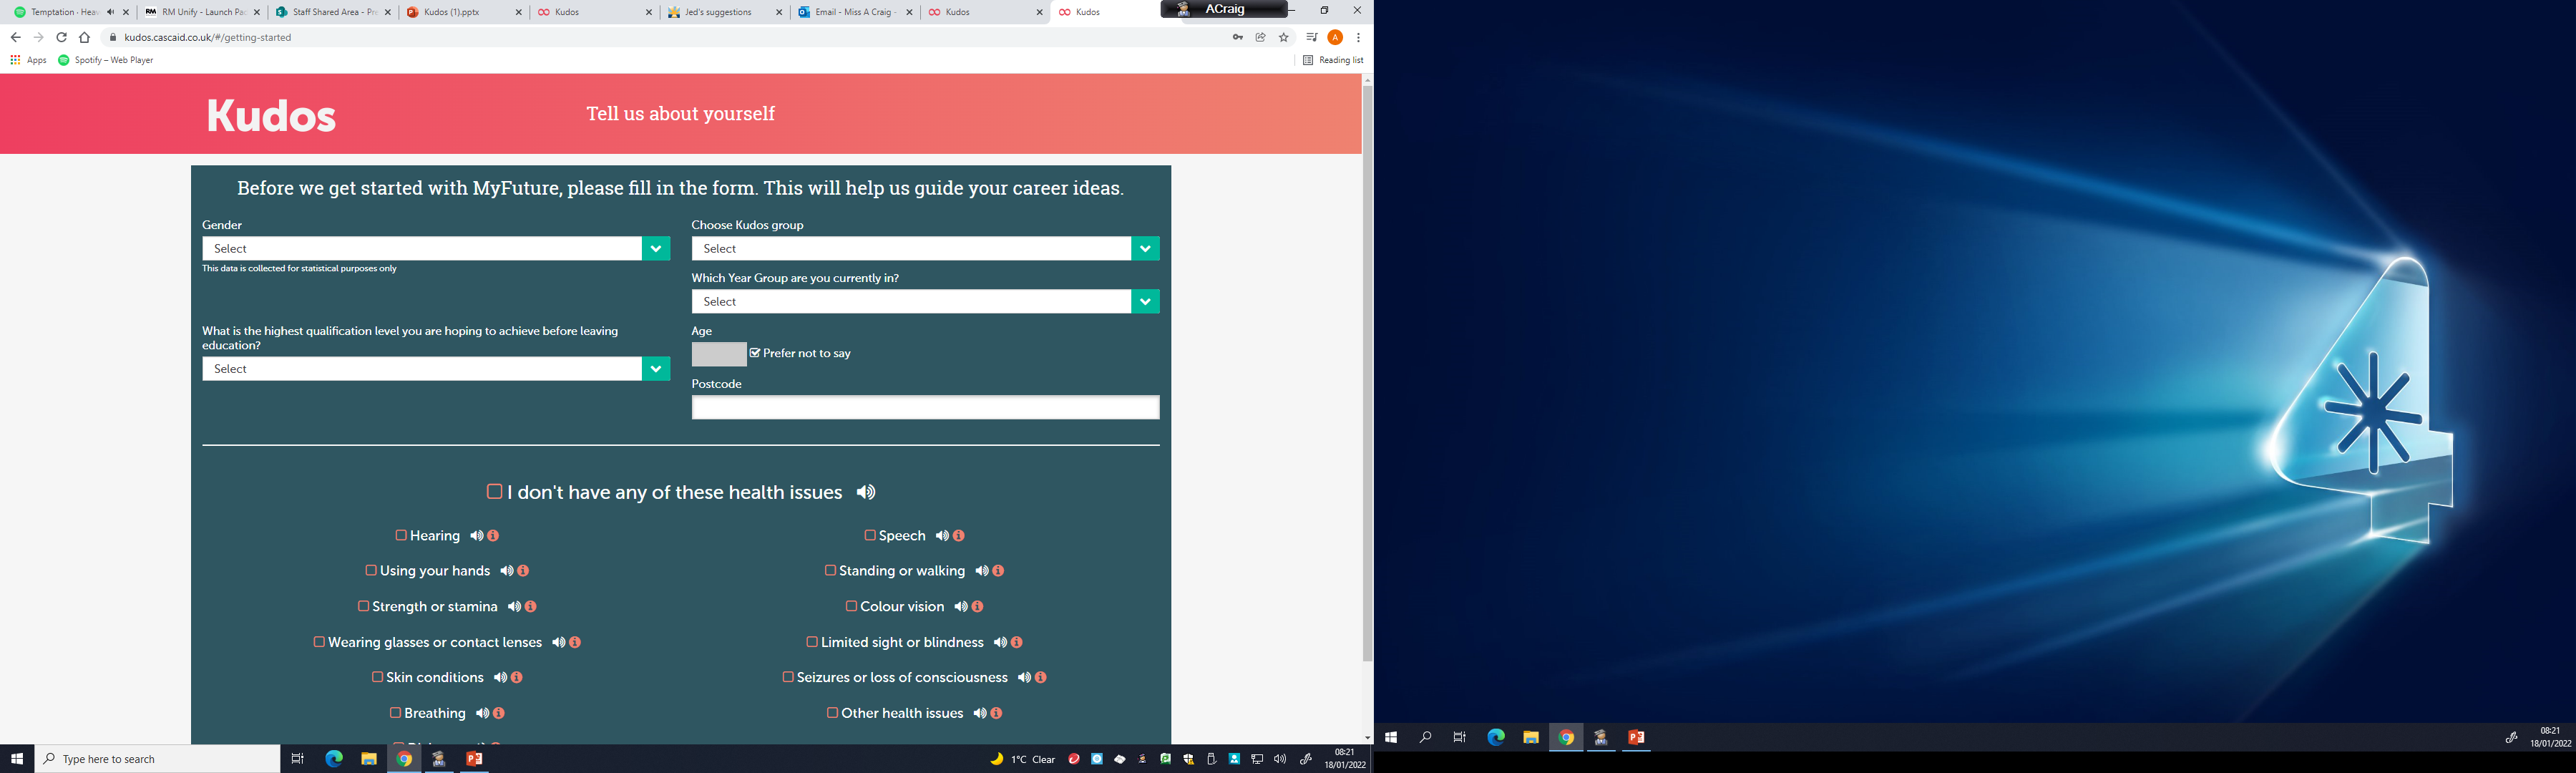 Temptation · Heav
RM Unify - Launch Pac
Staff Shared Area - Pre
Kudos (1).pptx
Kudos
Jed's suggestions
Email - Miss A Craig -
Kudos
Kudos
ACraig
kudos.cascaid.co.uk/#/getting-started
A
Apps
Spotify – Web Player
Reading list
Kudos
Tell us about yourself
Before we get started with MyFuture, please fill in the form. This will help us guide your career ideas.
Gender
Select
This data is collected for statistical purposes only
What is the highest qualification level you are hoping to achieve before leaving
education?
Select
Choose Kudos group
Select
Which Year Group are you currently in?
Select
Age
Prefer not to say
Postcode
I don't have any of these health issues
Hearing
Speech
Using your hands
Standing or walking
Strength or stamina
Colour vision
Wearing glasses or contact lenses
Limited sight or blindness
Skin conditions
Seizures or loss of consciousness
Breathing
Other health issues
Type here to search
1°C Clear
08:21
18/01/2022
08:21
18/01/2022